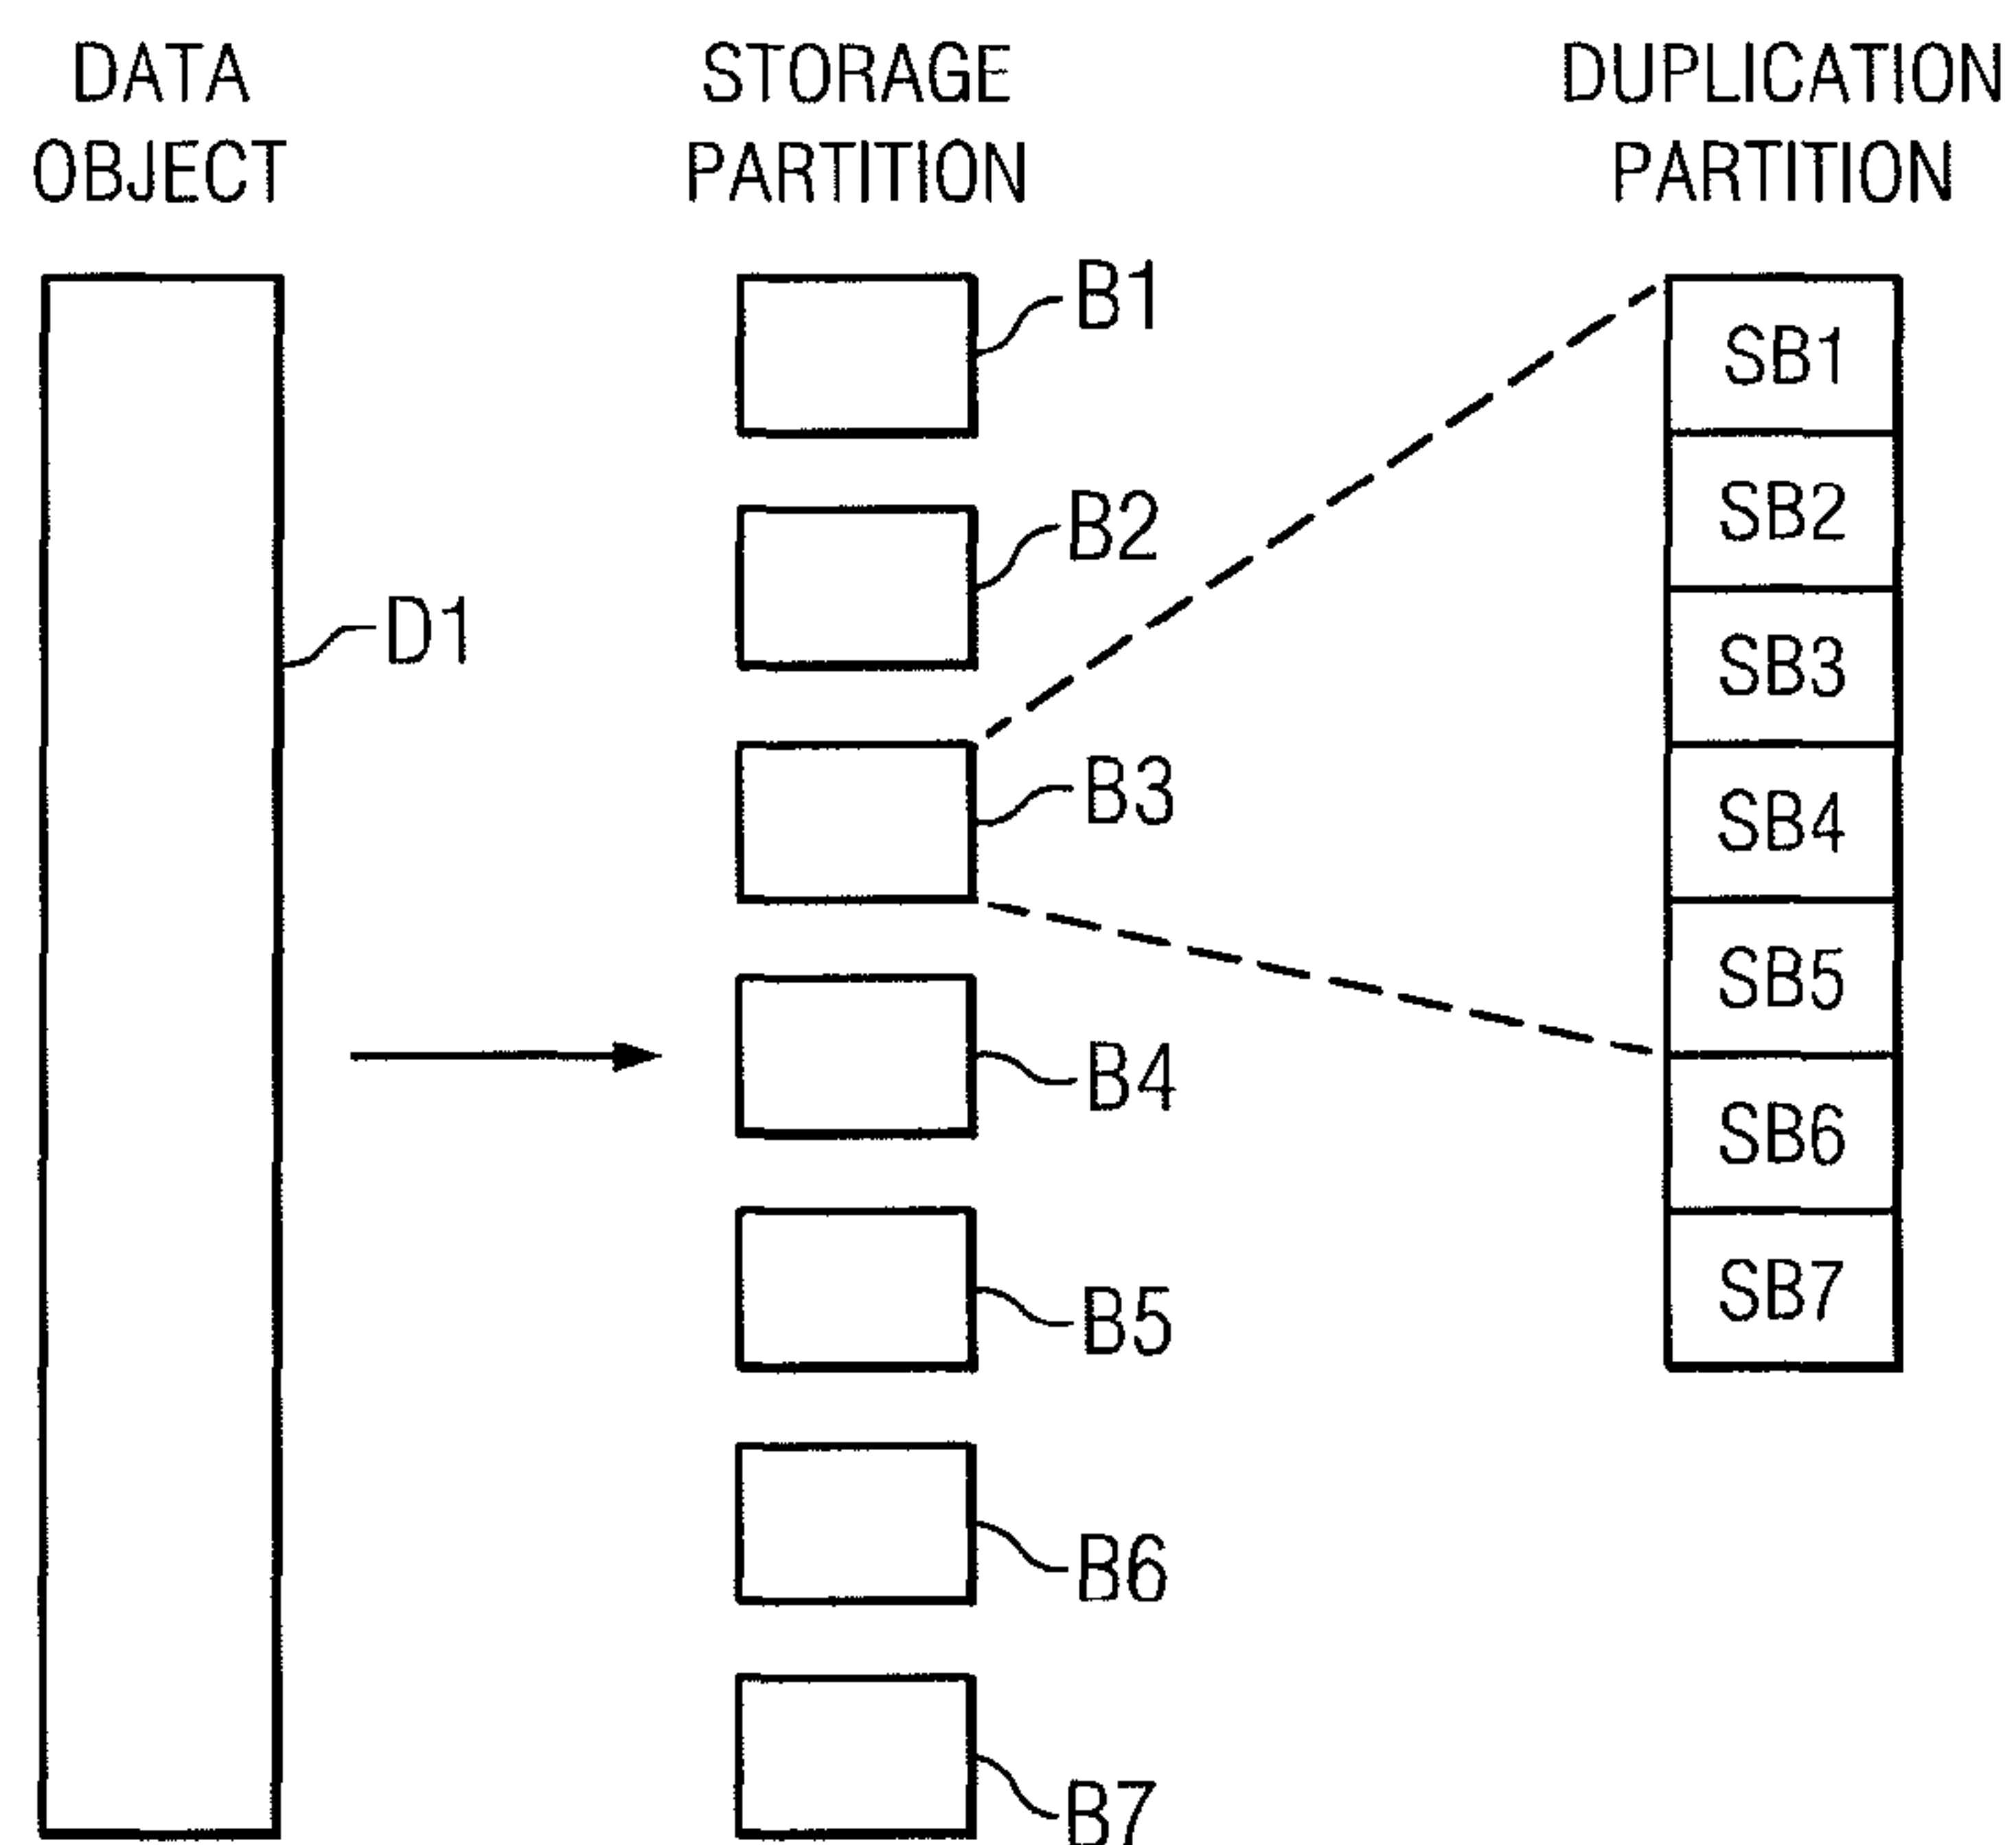 DATA
OBJECT
STORAGE
PARTITION
DUPLICATION
PARTITION
D1
B1
B2
B3
B4
B5
B6
B7
SB1
SB2
SB3
SB4
SB5
SB6
SB7